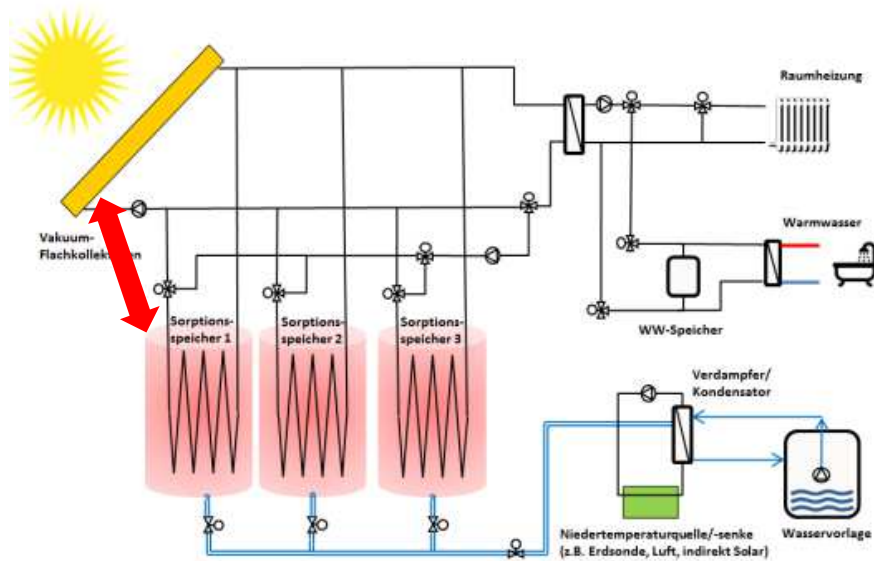 Raumheizung
Vakuum-
Flachkollektoren
Warmwasser
WW-Speicher
Sorptions-
speicher 1
Sorptions-
speicher 2
Sorptions-
speicher 3
Verdampfer/
Kondensator
Niedertemperaturquelle/-senke
(z.B. Erdsonde, Luft, indirekt Solar)
Wasservorlage